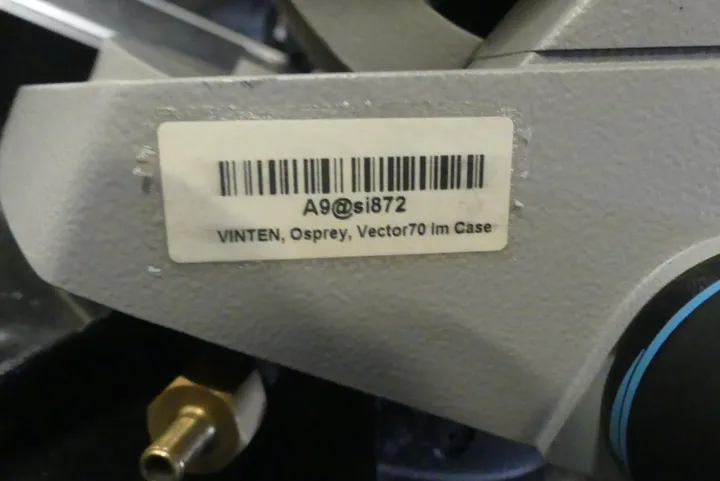 A9@si872
VINTEN, Osprey, Vector70 Im Case